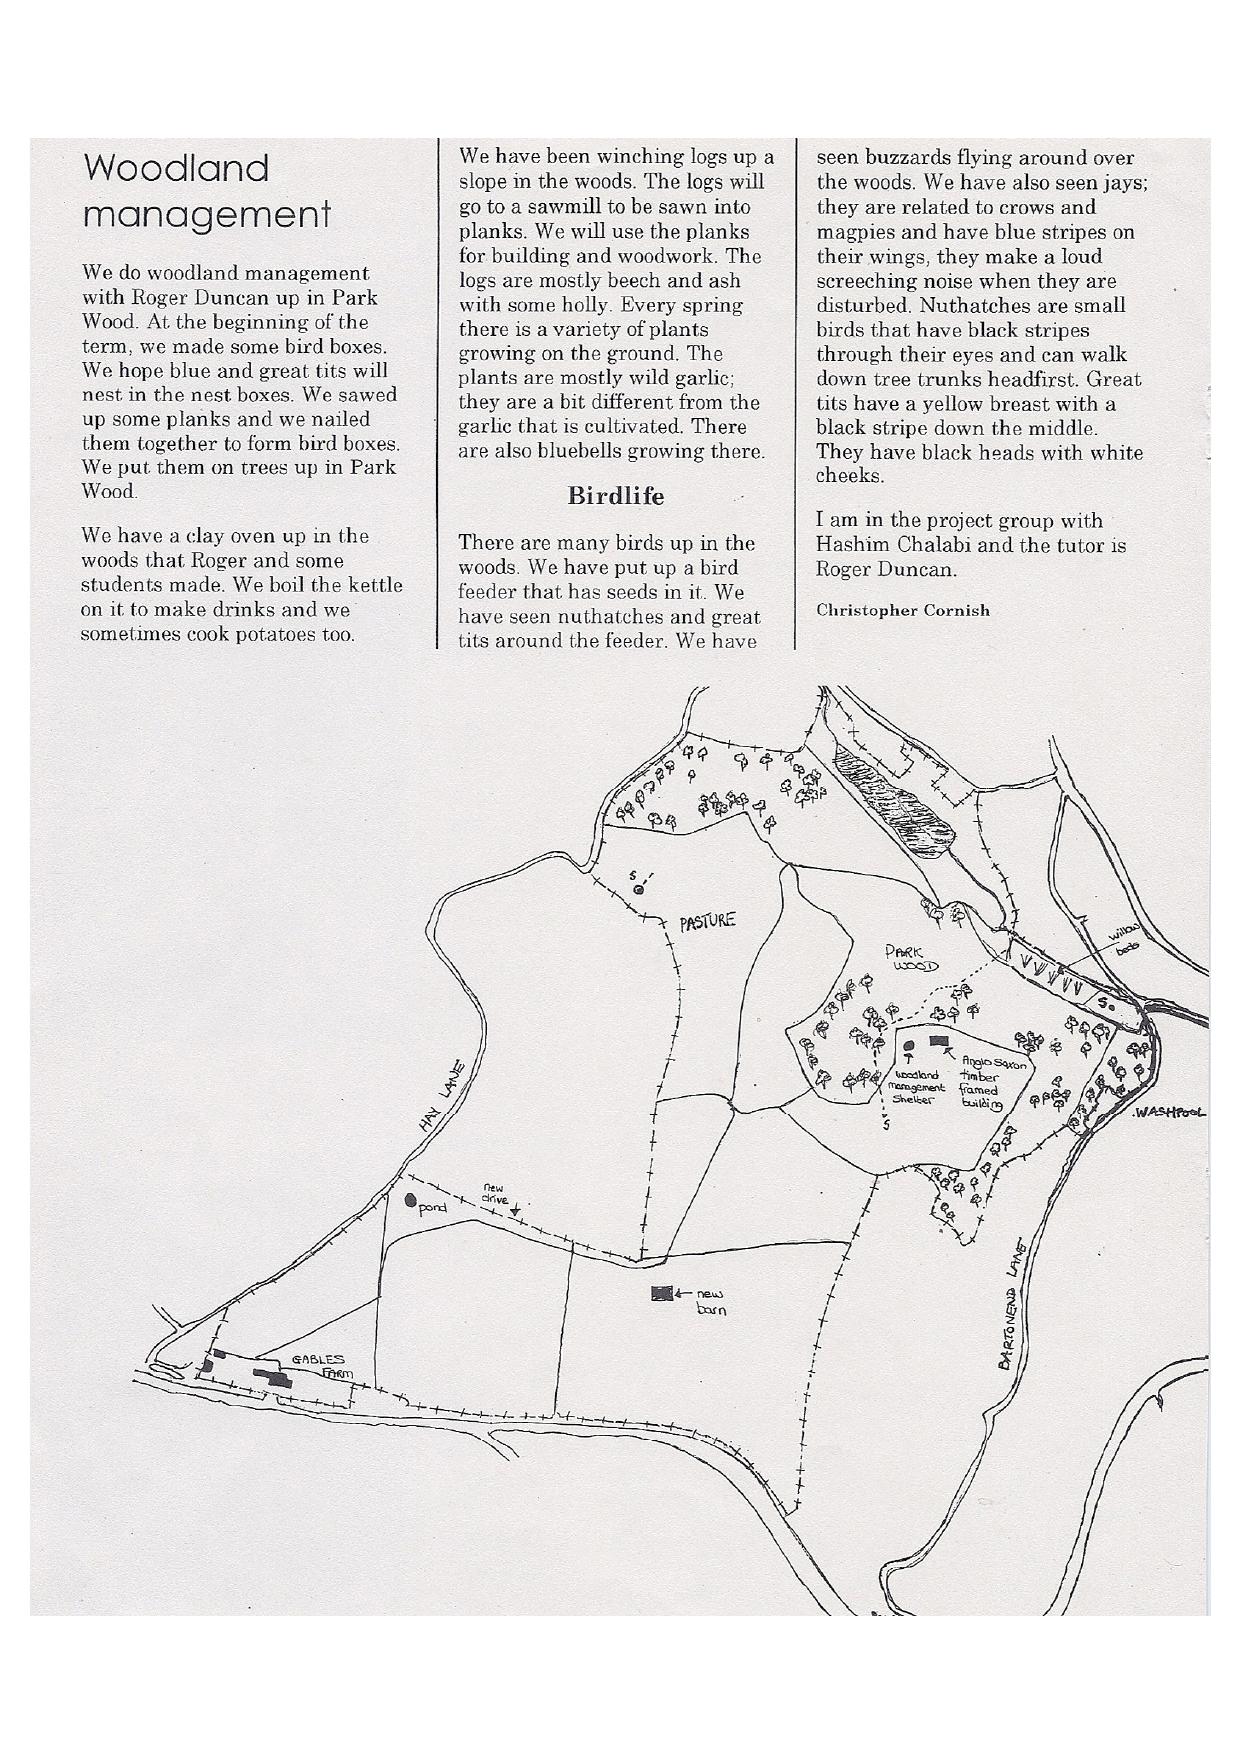 Woodland
management
We do woodland management
with Roger Duncan up in Park
Wood. At the beginning of the
term, we made some bird boxes.
We hope blue and great tits will
nest in the nest boxes. We sawed
up some planks and we nailed
them together to form bird boxes.
We put them on trees up in Park
Wood.
We have a clay oven up in the
woods that Roger and some
students made. We boil the kettle
on it to make drinks and we
sometimes cook potatoes too.
We have been winching logs up a
slope in the woods. The logs will
go to a sawmill to be sawn into
planks. We will use the planks
for building and woodwork. The
logs are mostly beech and ash
with some holly. Every spring
there is a variety of plants
growing on the ground. The
plants are mostly wild garlic;
they are a bit different from the
garlic that is cultivated. There
are also bluebells growing there.
Birdlife
There are many birds up in the
woods. We have put up a bird
feeder that has seeds in it. We
have seen nuthatches and great
tits around the feeder. We have
seen buzzards flying around over
the woods. We have also seen jays;
they are related to crows and
magpies and have blue stripes on
their wings, they make a loud
screeching noise when they are
disturbed. Nuthatches are small
birds that have black stripes
through their eyes and can walk
down tree trunks headfirst. Great
tits have a yellow breast with a
black stripe down the middle.
They have black heads with white
cheeks.
I am in the project group with
Hashim Chalabi and the tutor is
Roger Duncan.
Christopher Cornish
S
PASTURE
PARK
WOOD
willow
beds
S
woodland
management
shelter
Anglo Saxon
timber
framed
building
S
WASHPOOL
HAY LANE
pond
new
drive
new
barn
BARTONEND LANE
GABLES
FARM